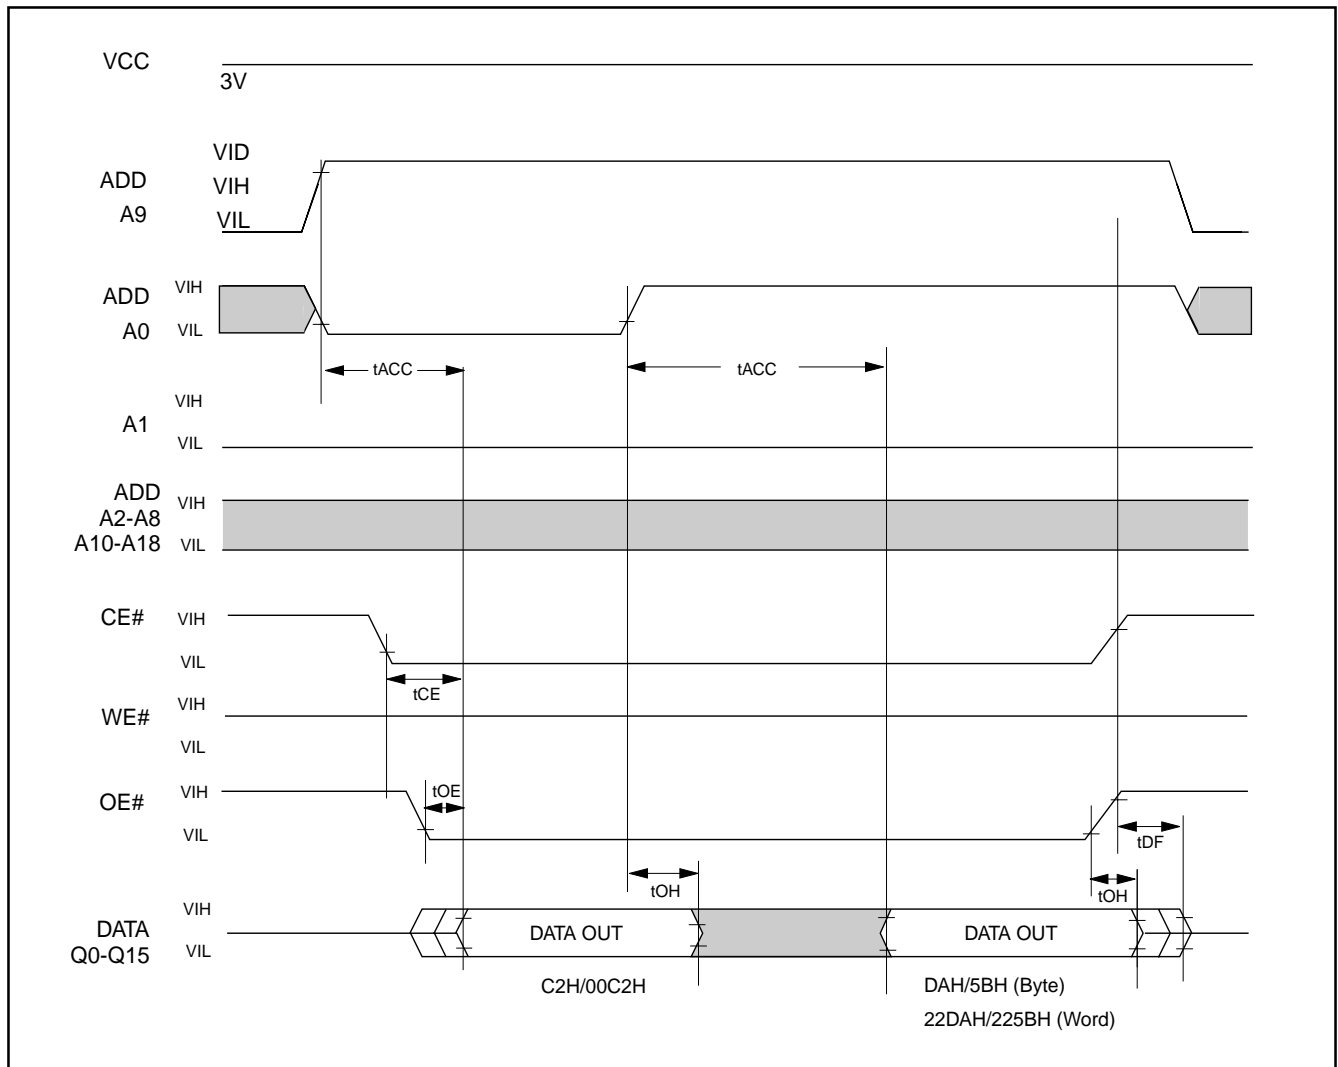 VCC
3V
VID
ADD
VIH
A9
VIL
VIH
ADD
A0
VIL
tACC
tACC
VIH
A1
VIL
ADD
VIH
A2-A8
A10-A18
VIL
CE#
VIH
VIL
tCE
VIH
WE#
VIL
VIH
tOE
OE#
VIL
tDF
tOH
tOH
VIH
DATA
DATA OUT
DATA OUT
Q0-Q15
VIL
C2H/00C2H
DAH/5BH (Byte)
22DAH/225BH (Word)